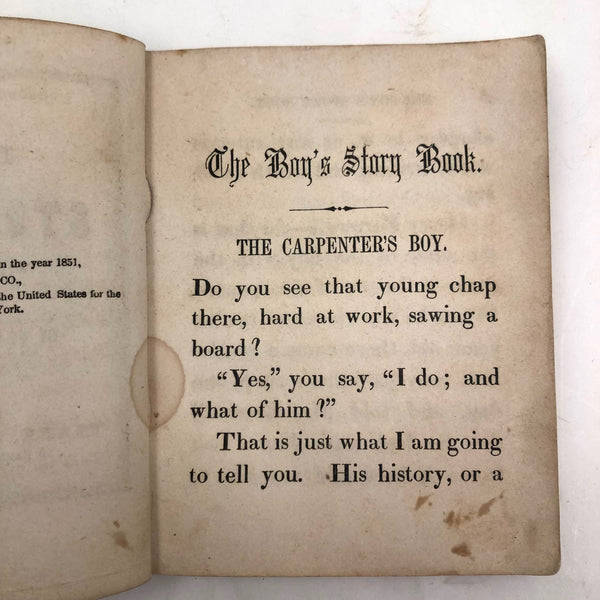 n the year 1851,
CO.,
he United States for the
York.
The Boy's Story Book.
THE CARPENTER'S BOY.
Do you see that young chap
there, hard at work, sawing a
board?
"Yes," you say, "I do; and
what of him?"
That is just what I am going
to tell you. His history, or a